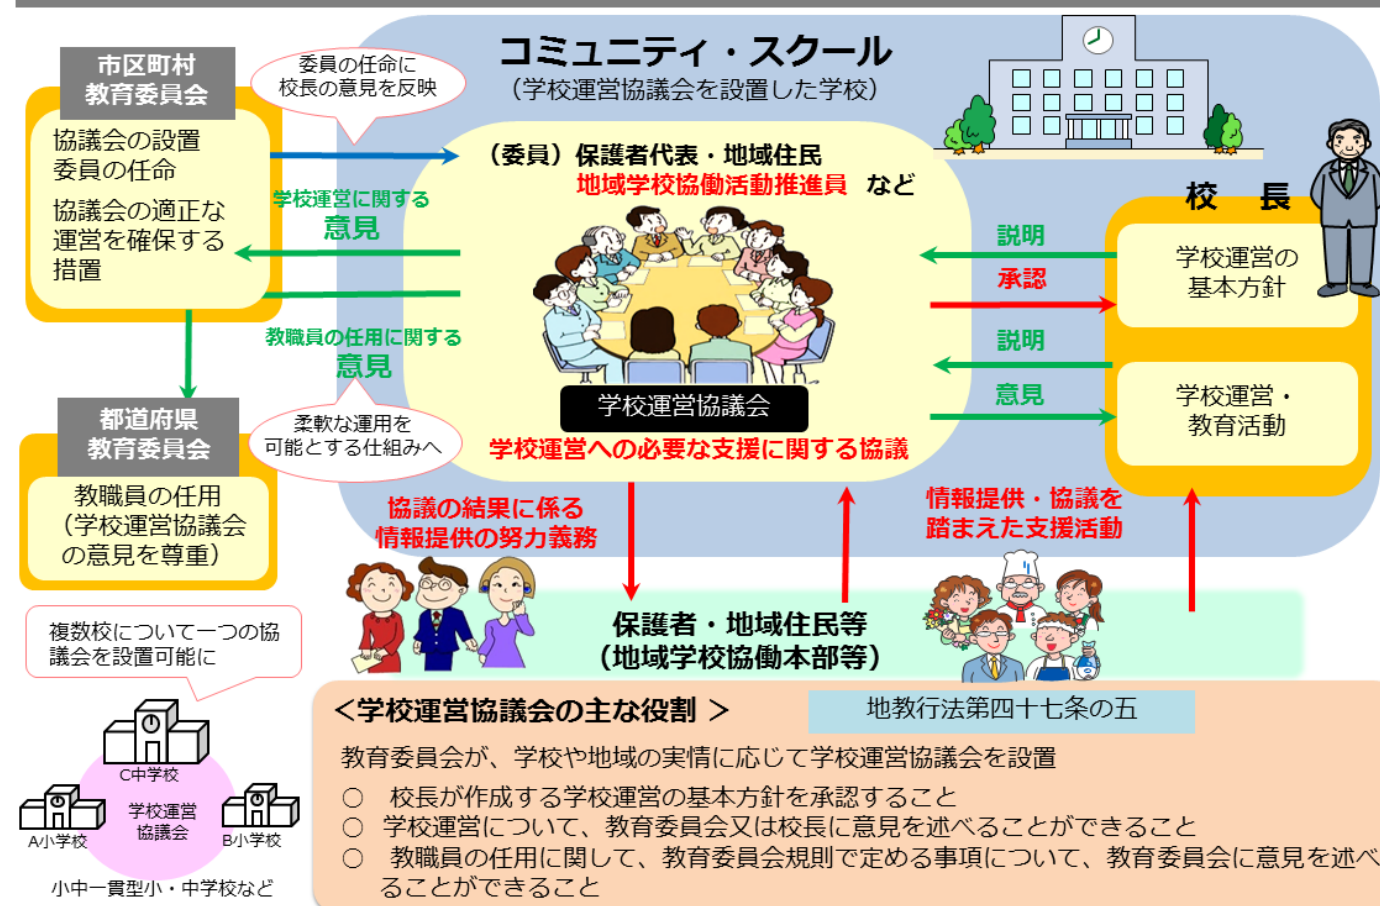 コミュニティ・スクール
（学校運営協議会を設置した学校）
市区町村
教育委員会
協議会の設置
委員の任命
協議会の適正な
運営を確保する
措置
委員の任命に
校長の意見を反映
学校運営に関する
意見
教職員の任用に関する
意見
柔軟な運用を
可能とする仕組みへ
都道府県
教育委員会
教職員の任用
（学校運営協議会
の意見を尊重）
（委員）保護者代表・地域住民
地域学校協働活動推進員 など
学校運営協議会
学校運営への必要な支援に関する協議
説明
承認
説明
意見
校 長
学校運営の
基本方針
学校運営・
教育活動
協議の結果に係る
情報提供の努力義務
情報提供・協議を
踏まえた支援活動
保護者・地域住民等
（地域学校協働本部等）
複数校について一つの協
議会を設置可能に
C中学校
学校運営
協議会
A小学校
B小学校
小中一貫型小・中学校など
＜学校運営協議会の主な役割 ＞
地教行法第四十七条の五
教育委員会が、学校や地域の実情に応じて学校運営協議会を設置
○ 校長が作成する学校運営の基本方針を承認すること
○ 学校運営について、教育委員会又は校長に意見を述べることができること
○ 教職員の任用に関して、教育委員会規則で定める事項について、教育委員会に意見を述べ
ることができること